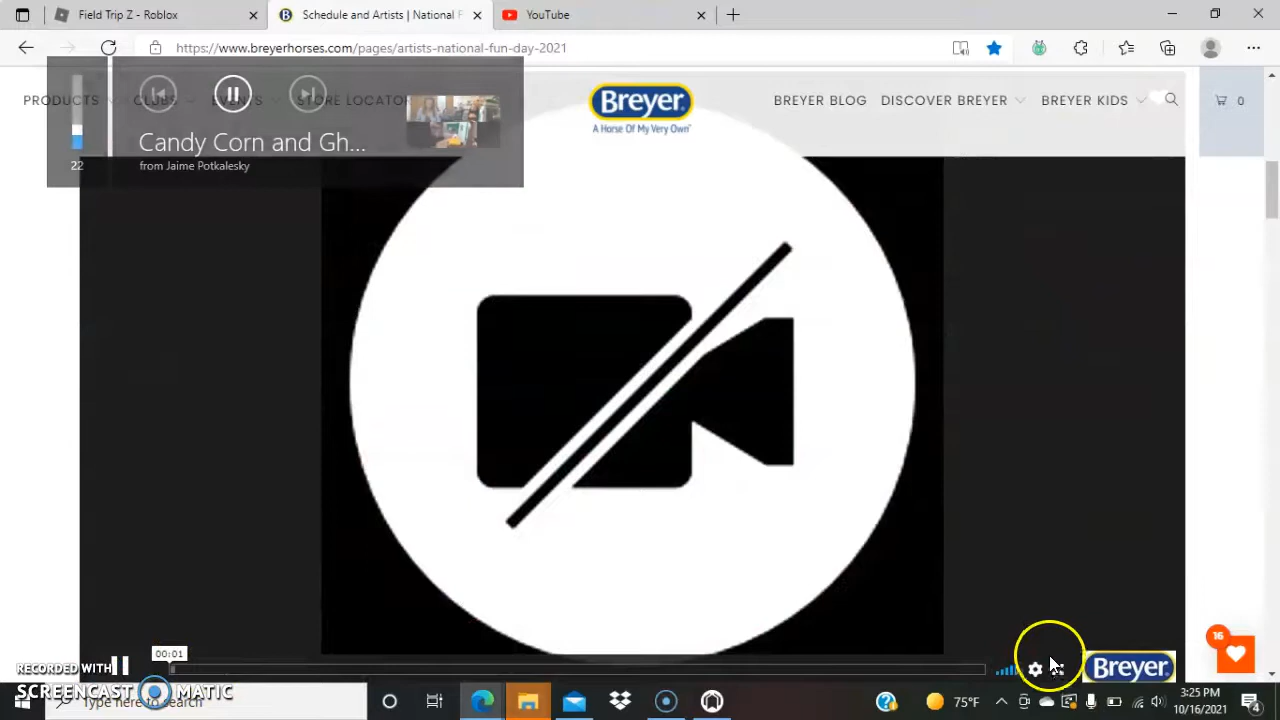 Field Trip Z - Roblox
Schedule and Artists | National F
YouTube
https://www.breyerhorses.com/pages/artists-national-fun-day-2021
PRODUCTS CLUBS EVENTS STORE LOCATOR
Breyer
A Horse Of My Very Own
BREYER BLOG DISCOVER BREYER BREYER KIDS 0
Candy Corn and Gh...
from Jaime Potkalesky
22
00:01
16
Breyer
RECORDED WITH
SCREENCAST MATIC
Type here to search
75°F
3:25 PM
10/16/2021
4